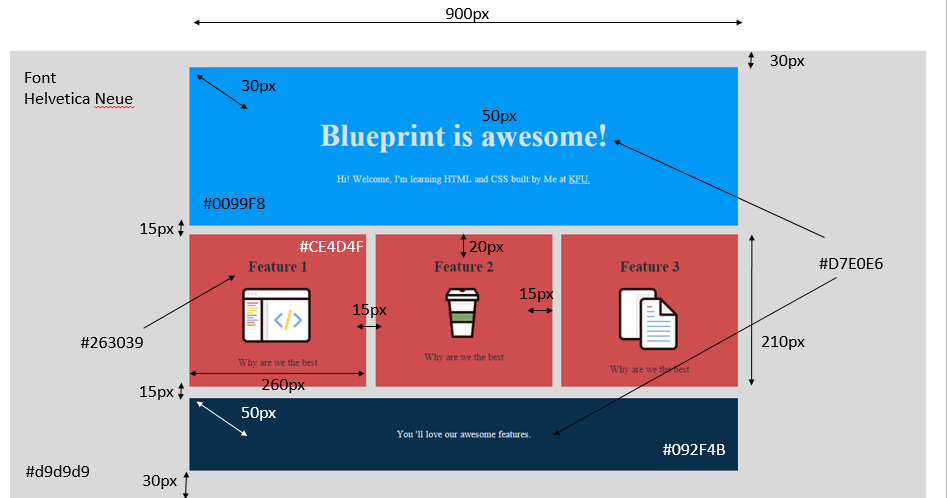 900px
30px
Font
Helvetica Neue
30px
50px
Blueprint is awesome!
Hi! Welcome, I'm learning HTML and CSS built by Me at KFU.
#0099F8
15px
#CE4D4F
20px
Feature 1
Feature 2
Feature 3
#D7E0E6
15px
15px
#263039
210px
Why are we the best
Why are we the best
Why are we the best
260px
15px
50px
You 'll love our awesome features.
#092F4B
#d9d9d9
30px